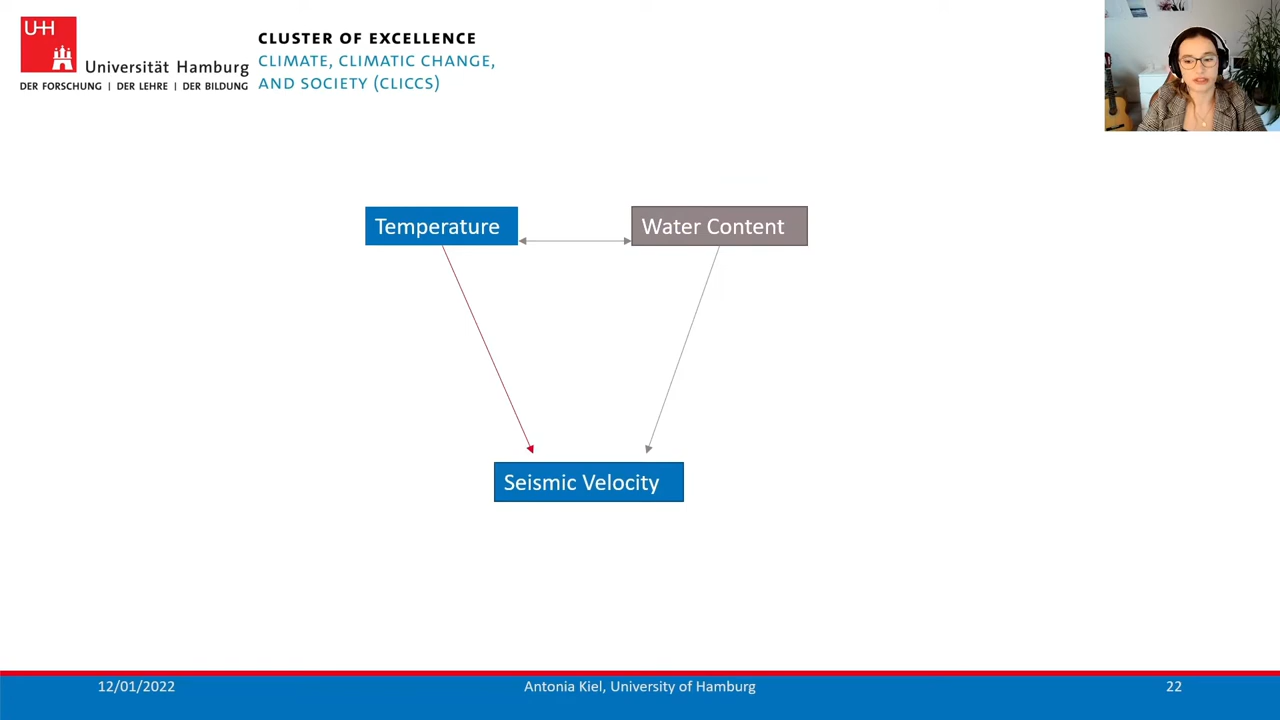 UHH
Universität Hamburg
DER FORSCHUNG | DER LEHRE | DER BILDUNG
CLUSTER OF EXCELLENCE
CLIMATE, CLIMATIC CHANGE,
AND SOCIETY (CLICCS)
Temperature
Water Content
Seismic Velocity
12/01/2022
Antonia Kiel, University of Hamburg
22